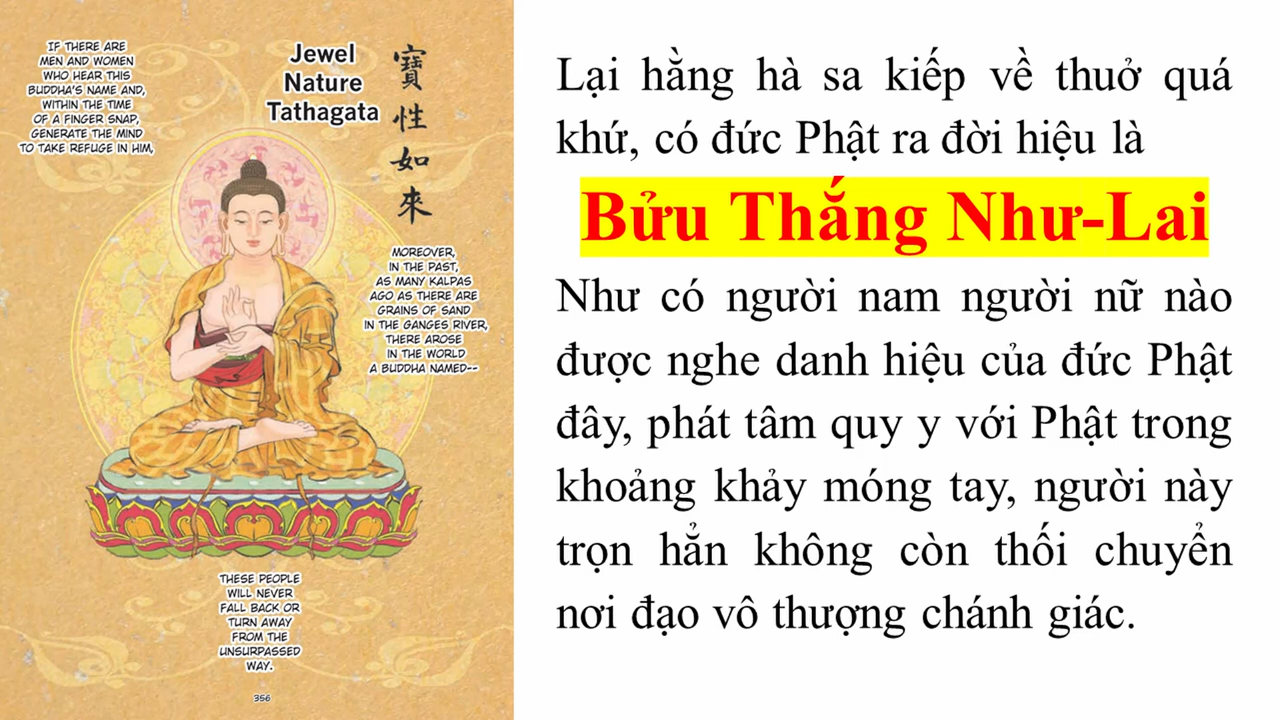 IF THERE ARE
MEN AND WOMEN
WHO HEAR THIS
BUDDHA'S NAME AND,
WITHIN THE TIME
OF A FINGER SNAP,
GENERATE THE MIND
TO TAKE REFUGE IN HIM,
Jewel
Nature
Tathagata
寶性如來
MOREOVER,
IN THE PAST,
AS MANY KALPAS
AGO AS THERE ARE
GRAINS OF SAND
IN THE GANGES RIVER,
THERE AROSE
IN THE WORLD
A BUDDHA NAMED--
THESE PEOPLE
WILL NEVER
FALL BACK OR
TURN AWAY
FROM THE
UNSURPASSED
WAY.
356
Lại hằng hà sa kiếp về thuở quá
khứ, có đức Phật ra đời hiệu là
Bửu Thắng Như-Lai
Như có người nam người nữ nào
được nghe danh hiệu của đức Phật
đây, phát tâm quy y với Phật trong
khoảng khảy móng tay, người này
trọn hẳn không còn thối chuyển
nơi đạo vô thượng chánh giác.